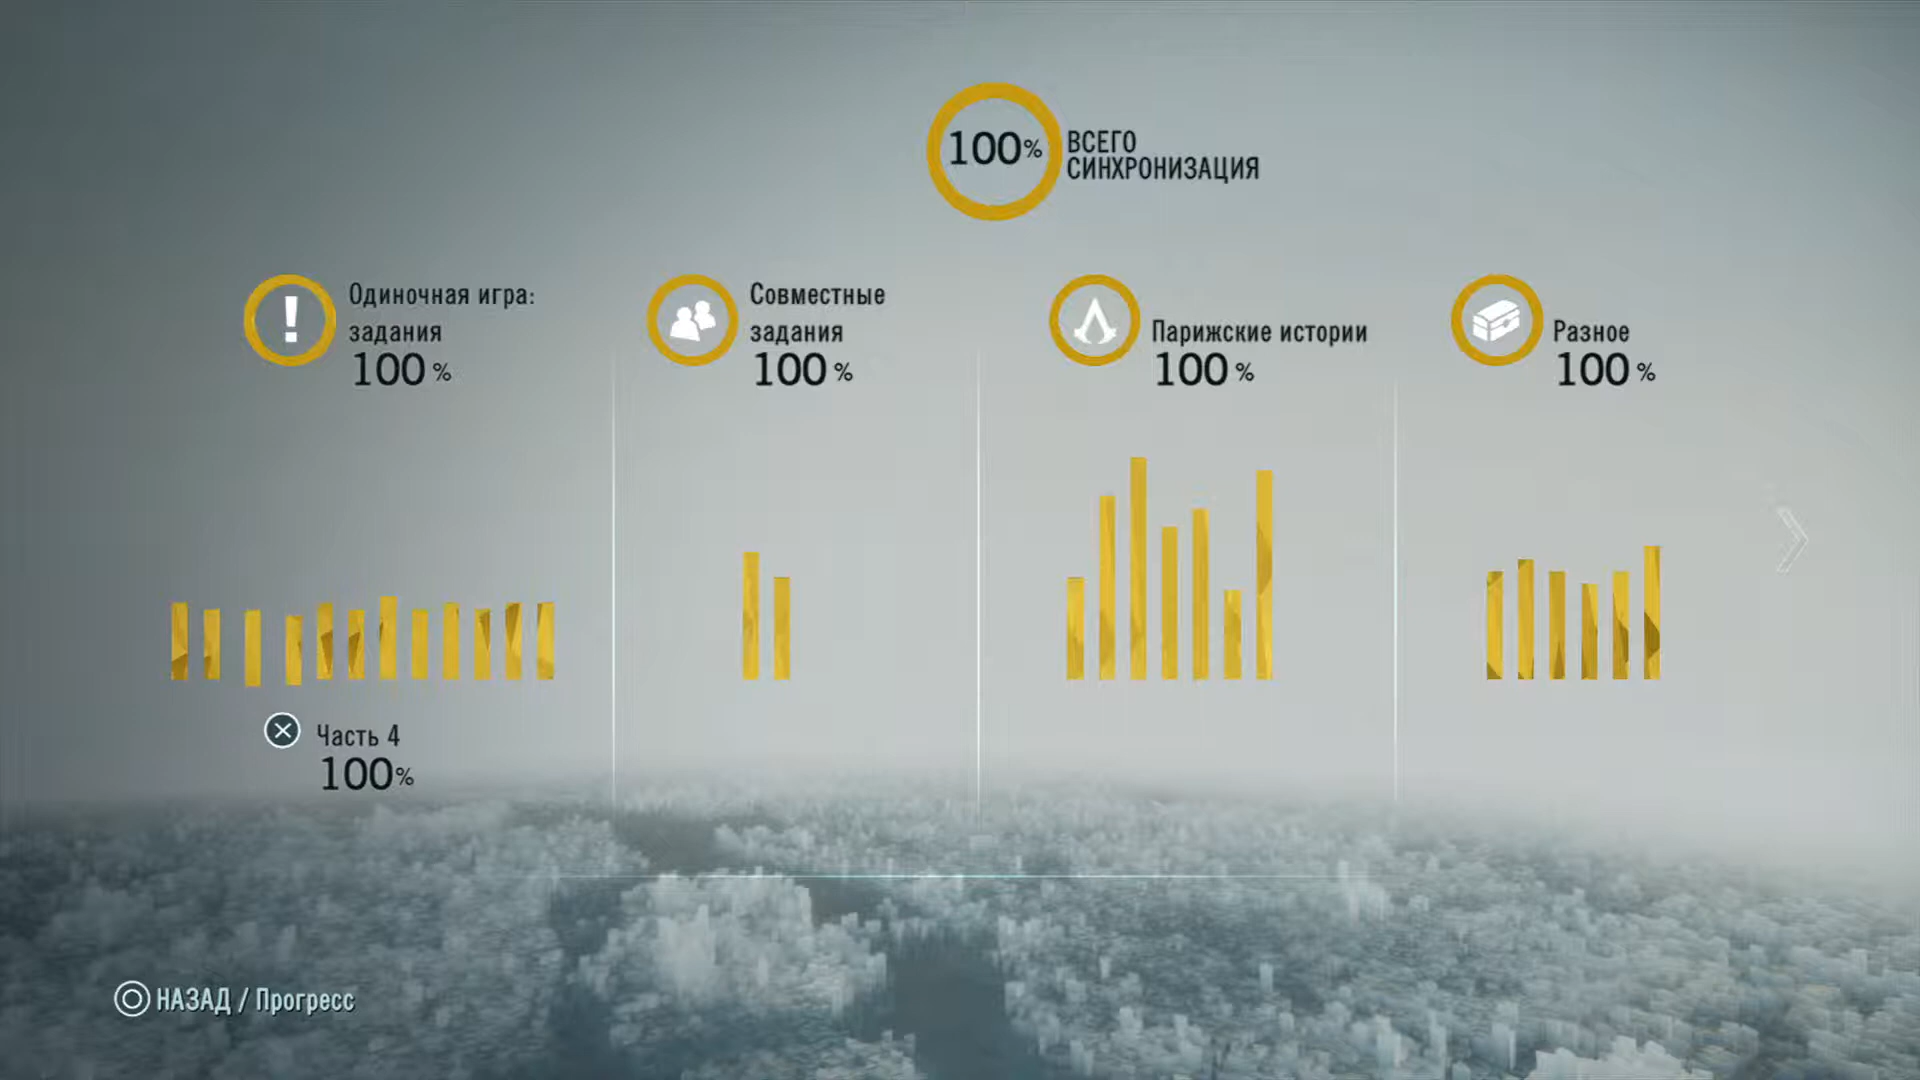 100%
ВСЕГО
СИНХРОНИЗАЦИЯ
Одиночная игра:
задания
100 %
Совместные
задания
100 %
Парижские истории
100 %
Разное
100 %
Часть 4
100%
НАЗАД / Прогресс